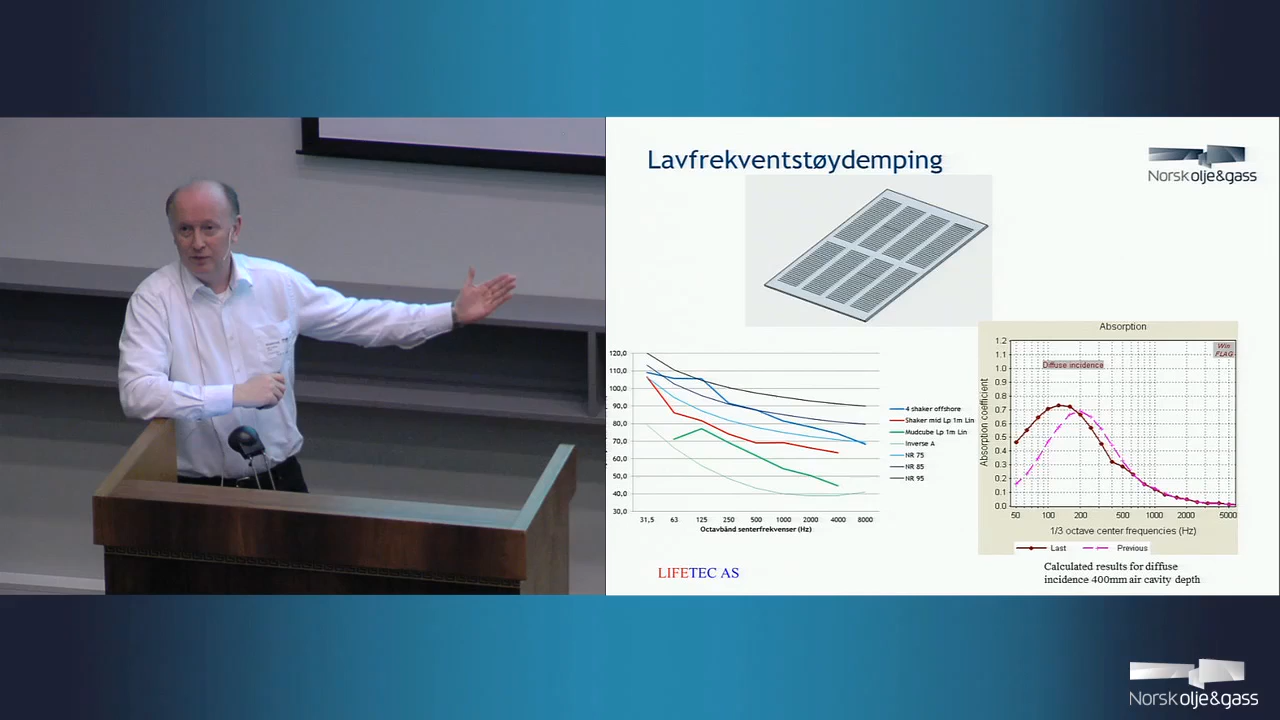 Lavfrekventstøydemping
Norsk olje&gass
120,0
110,0
100,0
90,0
80,0
70,0
60,0
50,0
40,0
30,0
31,5 63 125 250 500 1000 2000 4000 8000
Octavbånd senterfrekvenser (Hz)
4 shaker offshore
Shaker mid Lp 1m Lin
Mudcube Lp 1m Lin
Inverse A
NR 75
NR 85
NR 95
Absorption
Win
FLAG
Diffuse incidence
Absorption coefficient
1.2
1.1
1.0
0.9
0.8
0.7
0.6
0.5
0.4
0.3
0.2
0.1
0.0
50 100 200 500 1000 2000 5000
1/3 octave center frequencies (Hz)
Last Previous
LIFETEC AS
Calculated results for diffuse
incidence 400mm air cavity depth
Norsk olje&gass